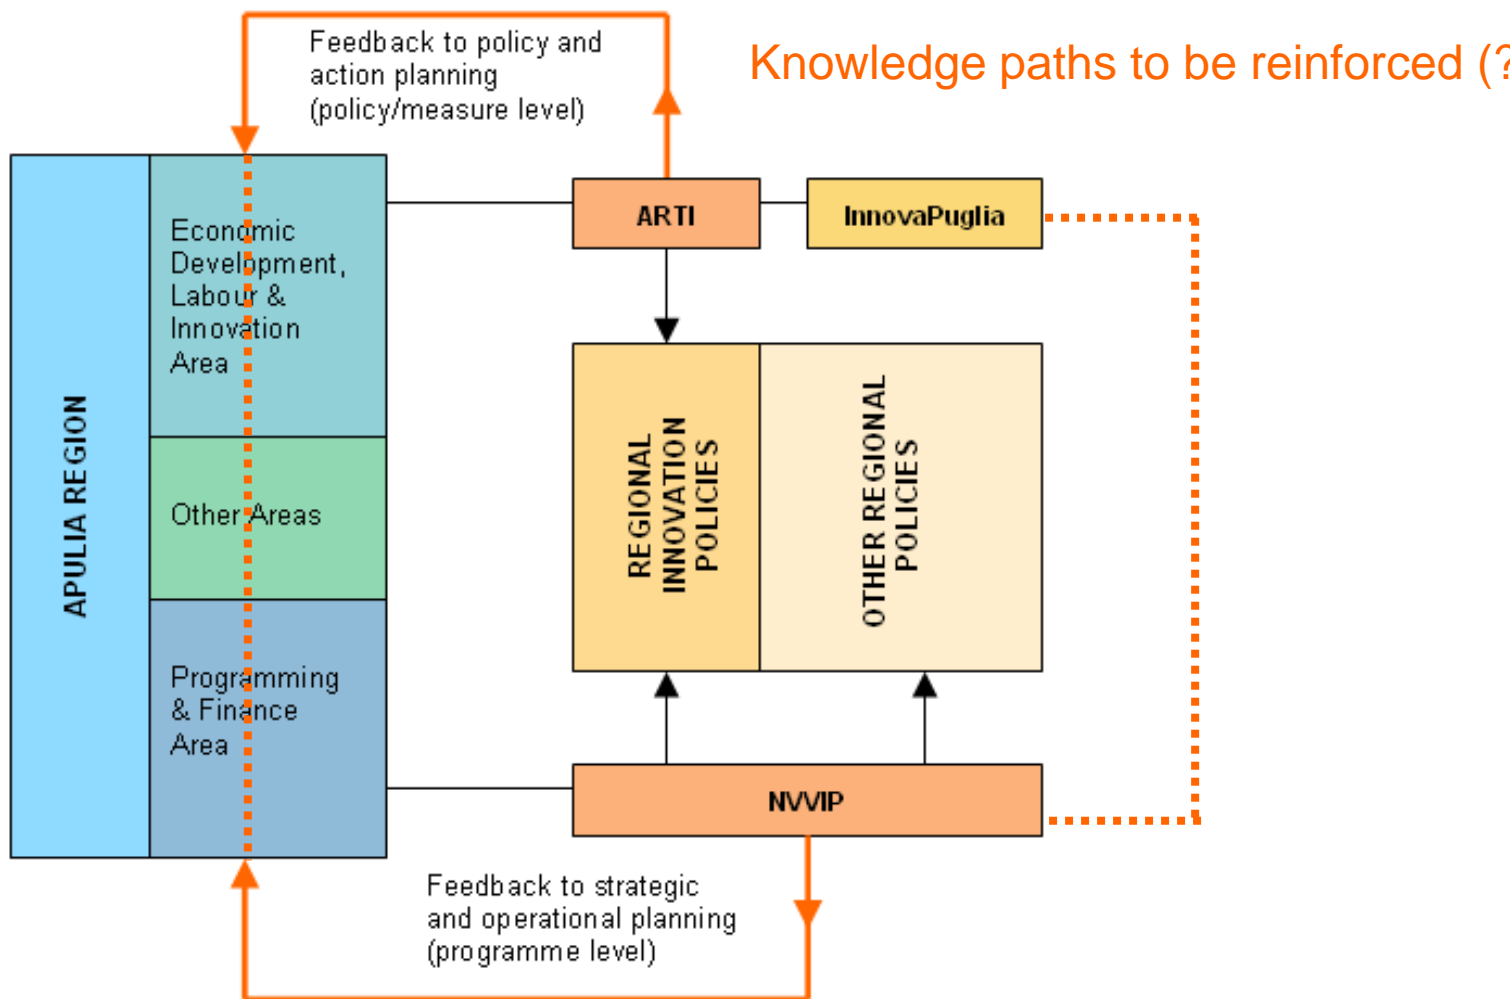 Feedback to policy and
action planning
(policy/measure level)
Knowledge paths to be reinforced (?
APULIA REGION
Economic
Development,
Labour &
Innovation
Area
Other Areas
Programming
& Finance
Area
ARTI
InnovaPuglia
REGIONAL
INNOVATION
POLICIES
OTHER REGIONAL
POLICIES
NVVIP
Feedback to strategic
and operational planning
(programme level)